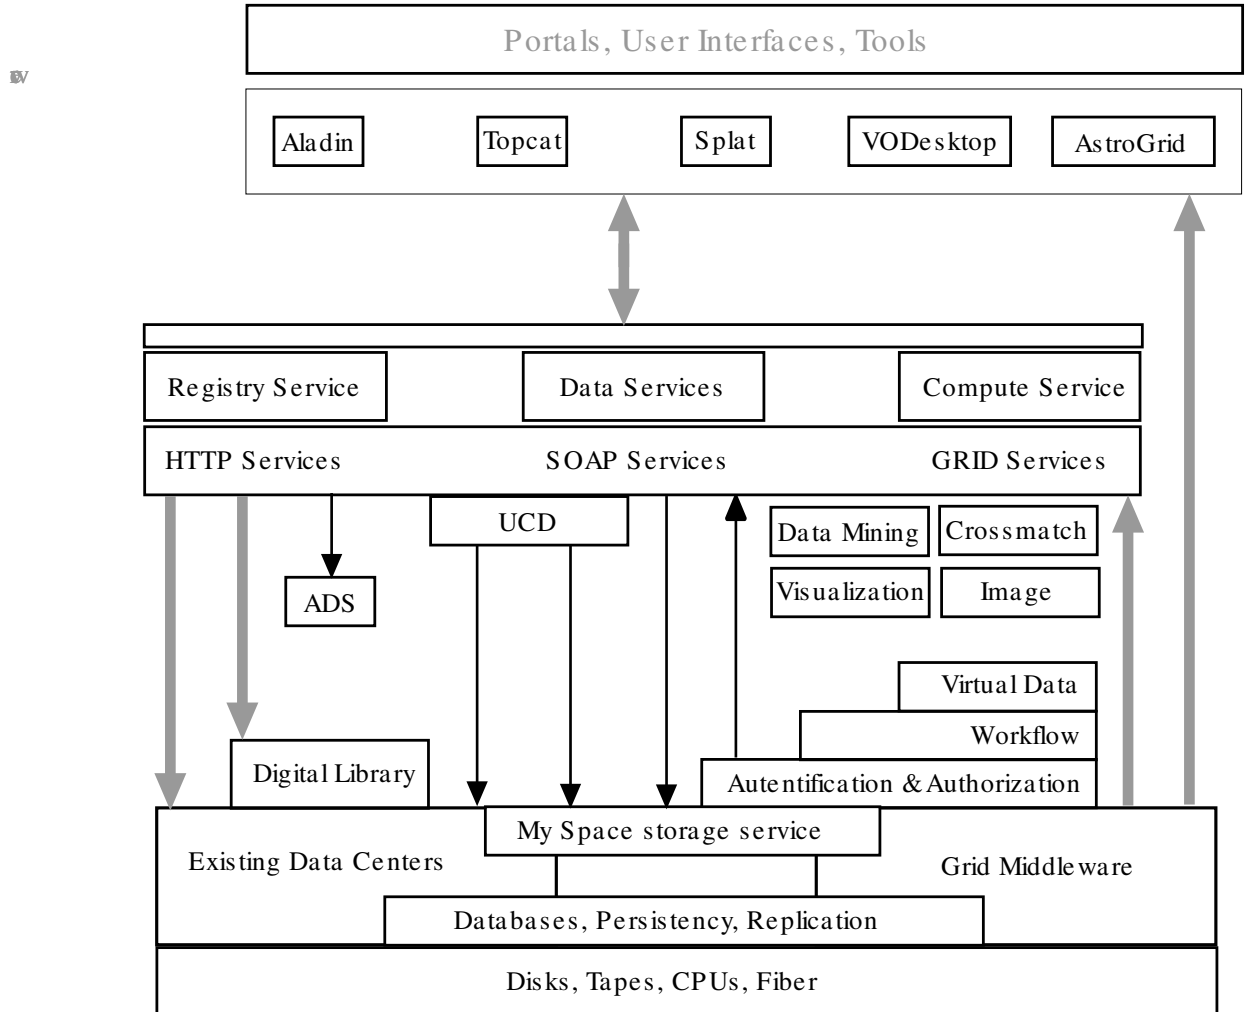 Portals, User Interfaces, Tools
Aladin
Topcat
Splat
VODesktop
AstroGrid
Registry Service
Data Services
Compute Service
HTTP Services
SOAP Services
GRID Services
UCD
Data Mining
Crossmatch
ADS
Visualization
Image
Virtual Data
Workflow
Digital Library
Autentification & Authorization
My Space storage service
Existing Data Centers
Grid Middleware
Databases, Persistency, Replication
Disks, Tapes, CPUs, Fiber